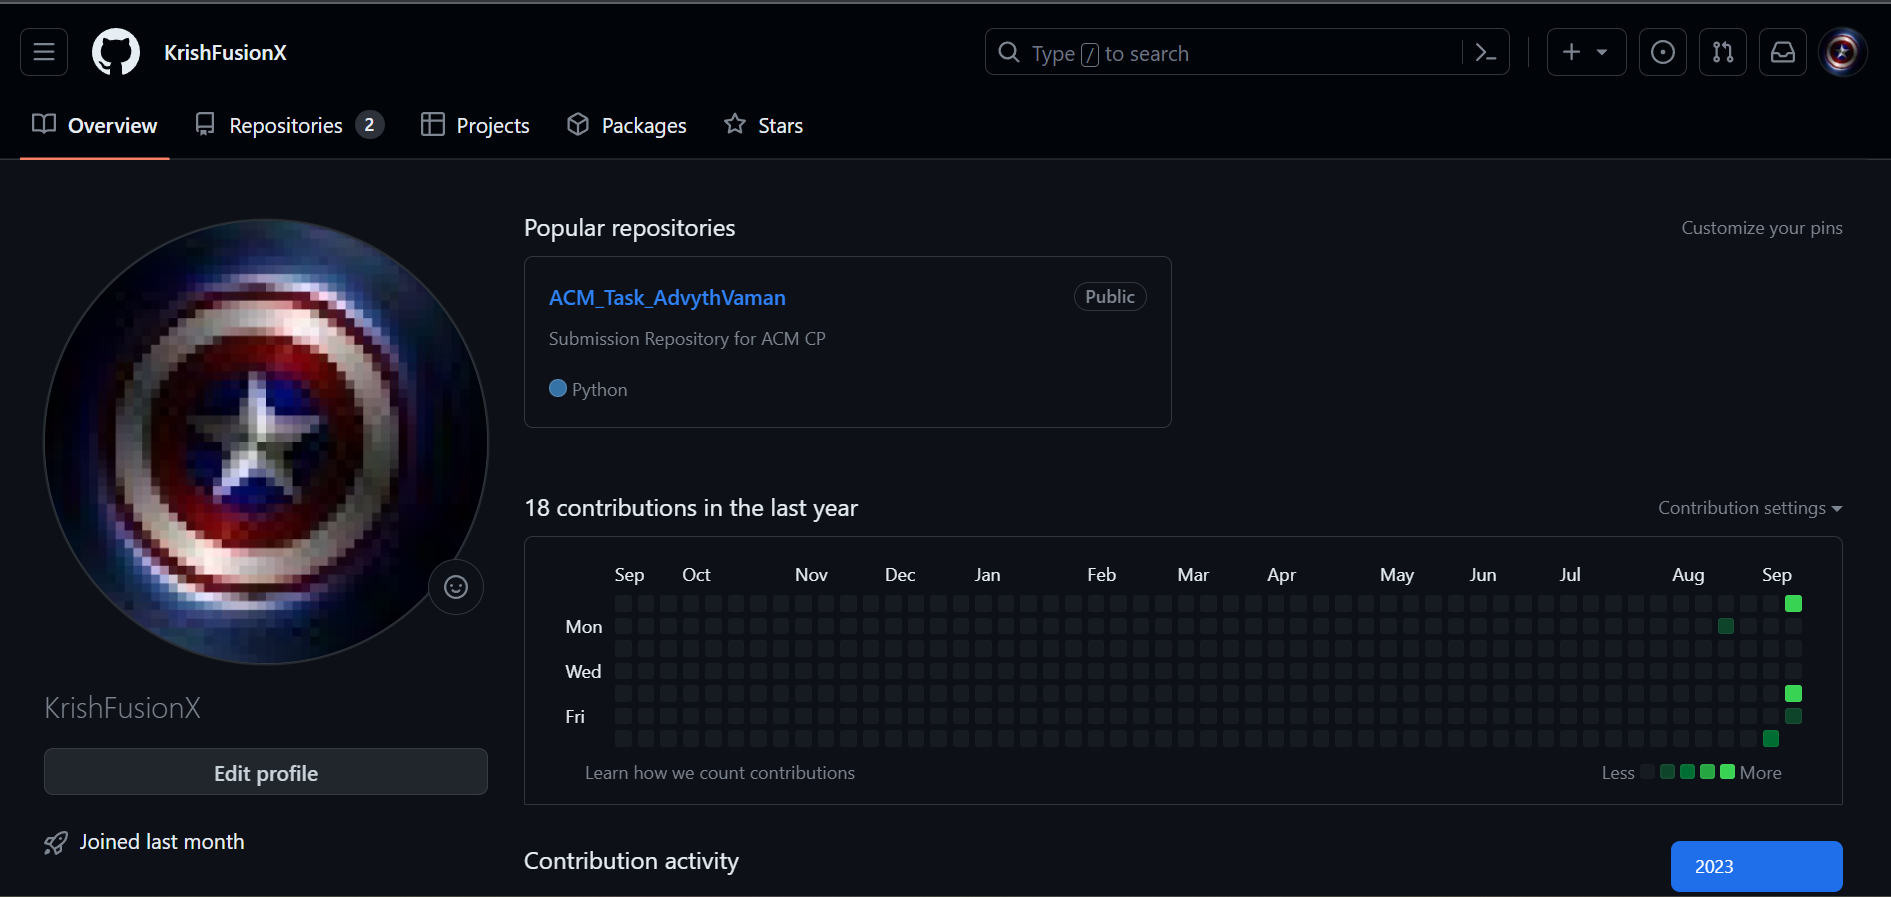 KrishFusionX
Type / to search
Overview
Repositories 2
Projects
Packages
Stars
KrishFusionX
Edit profile
Joined last month
Popular repositories
Customize your pins
ACM_Task_AdvythVaman
Public
Submission Repository for ACM CP
Python
18 contributions in the last year
Contribution settings
Sep Oct Nov Dec Jan Feb Mar Apr May Jun Jul Aug Sep
Mon
Wed
Fri
Learn how we count contributions
Less More
Contribution activity
2023